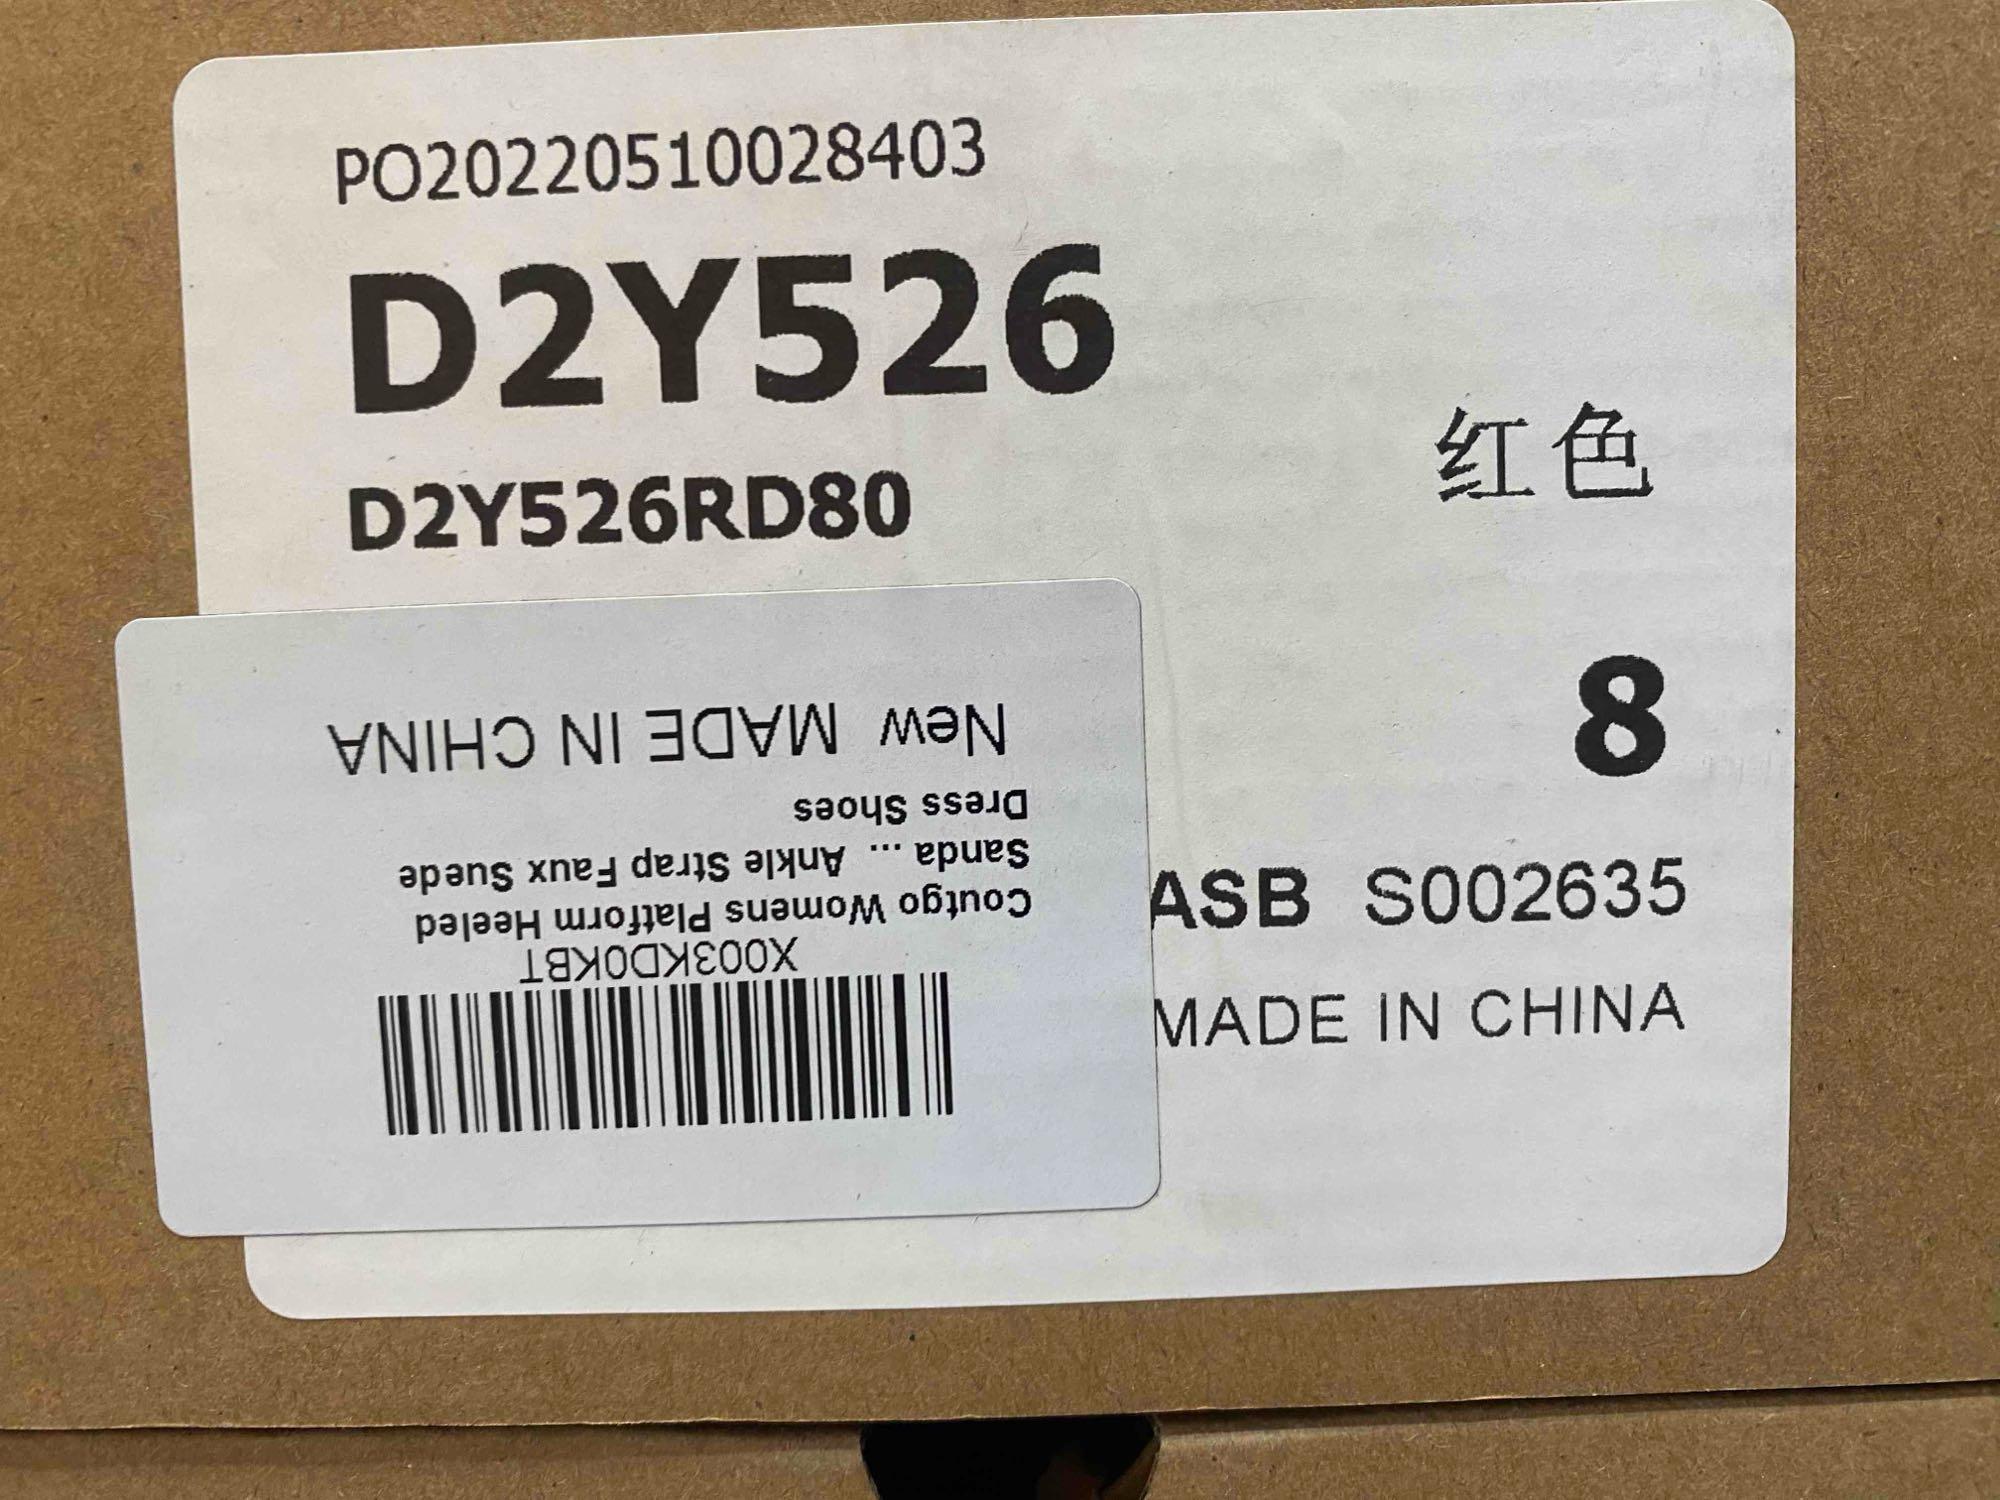 PO20220510028403
D2Y526
D2Y526RD80
红色
8
ASB S002635
MADE IN CHINA
X003KD0KBT
Coutgo Womens Platform Heeled
Sanda ... Ankle Strap Faux Suede
Dress Shoes
New MADE IN CHINA